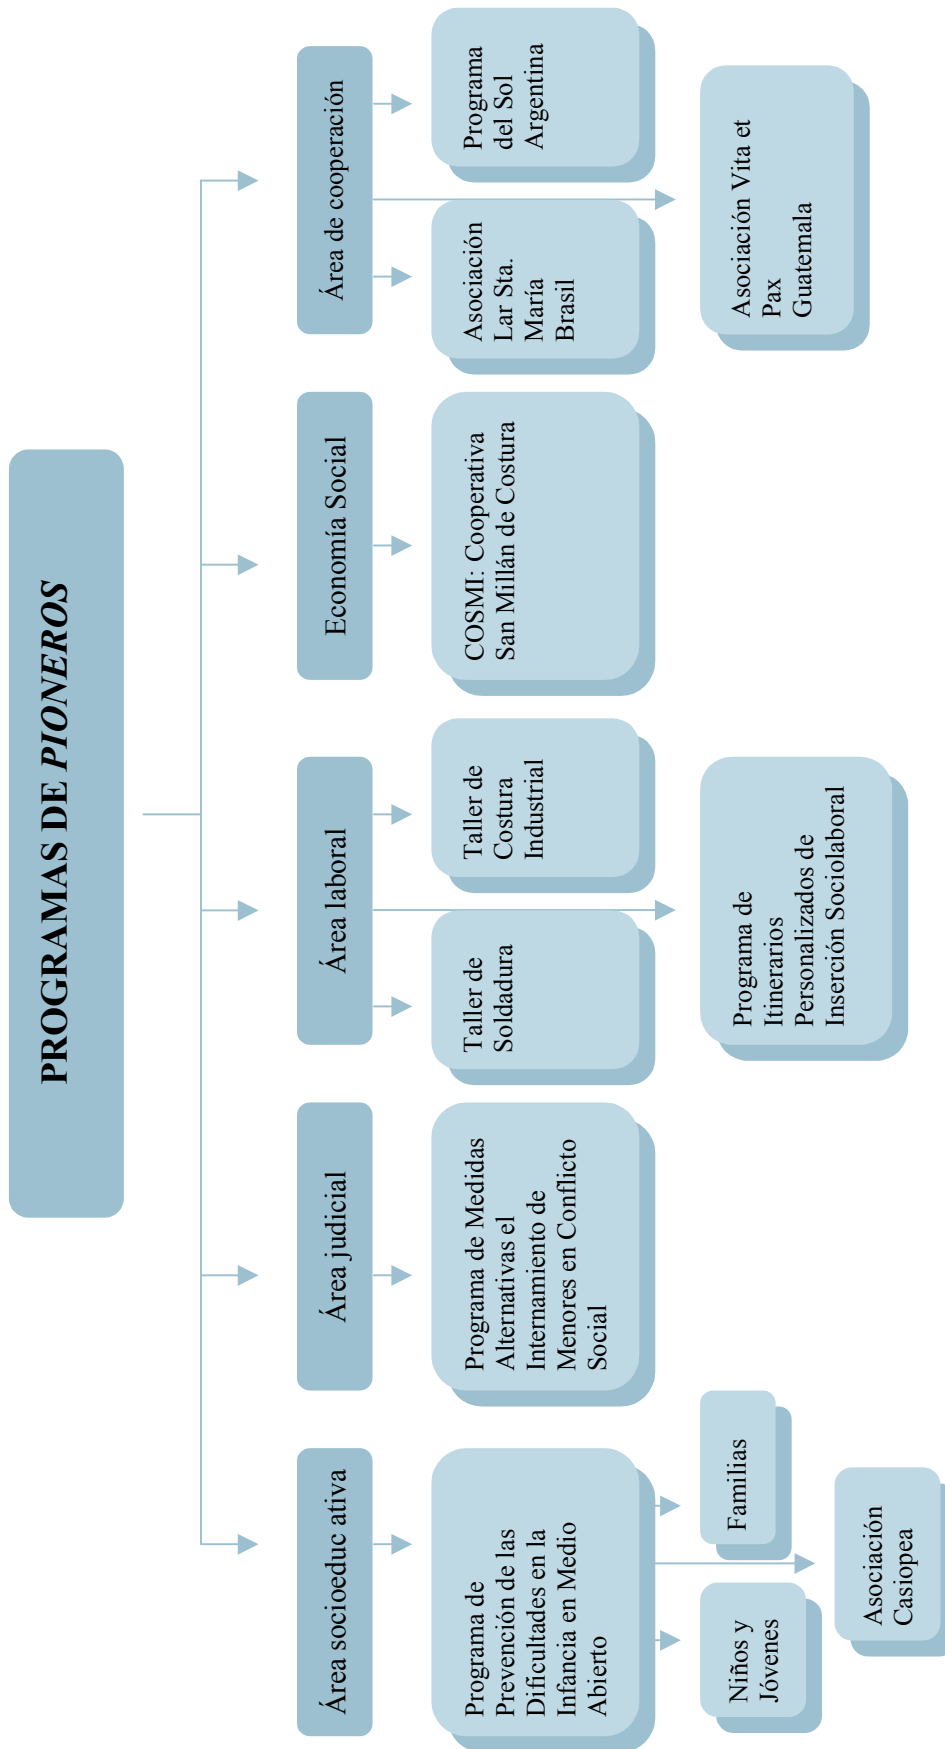 PROGRAMAS DE PIONEROS
Área socioeduc ativa
Área judicial
Área laboral
Economía Social
Área de cooperación
Programa de
Prevención de las
Dificultades en la
Infancia en Medio
Abierto
Programa de Medidas
Alternativas el
Internamiento de
Menores en Conflicto
Social
Taller de
Soldadura
Taller de
Costura
Industrial
COSMI: Cooperativa
San Millán de Costura
Asociación
Lar Sta.
María
Brasil
Programa
del Sol
Argentina
Niños y
Jóvenes
Familias
Programa de
Itinerarios
Personalizados de
Inserción Sociolaboral
Asociación Vita et
Pax
Guatemala
Asociación
Casiopea